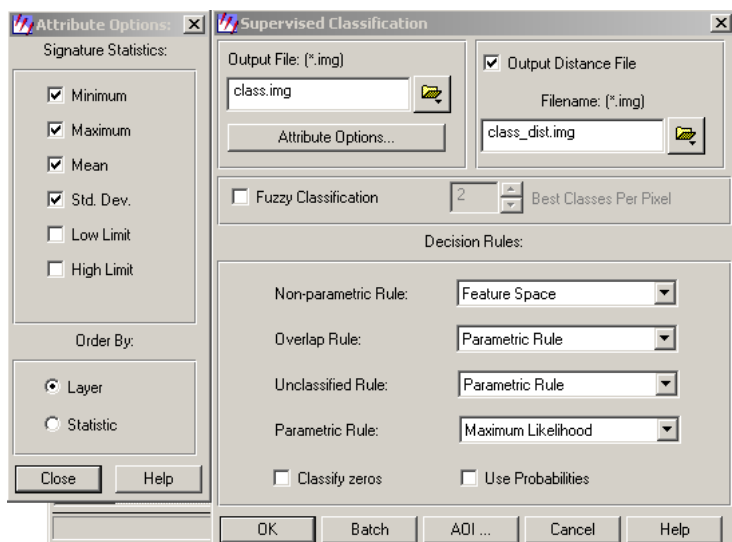 Attribute Options:
Signature Statistics:
Minimum
Maximum
Mean
Std. Dev.
Low Limit
High Limit
Order By:
Layer
Statistic
Close
Help
Supervised Classification
Output File: (*.img)
class.img
Attribute Options...
Output Distance File
Filename: (*.img)
class_dist.img
Fuzzy Classification
2
Best Classes Per Pixel
Decision Rules:
Non-parametric Rule:
Feature Space
Overlap Rule:
Parametric Rule
Unclassified Rule:
Parametric Rule
Parametric Rule:
Maximum Likelihood
Classify zeros
Use Probabilities
OK
Batch
AOI ...
Cancel
Help